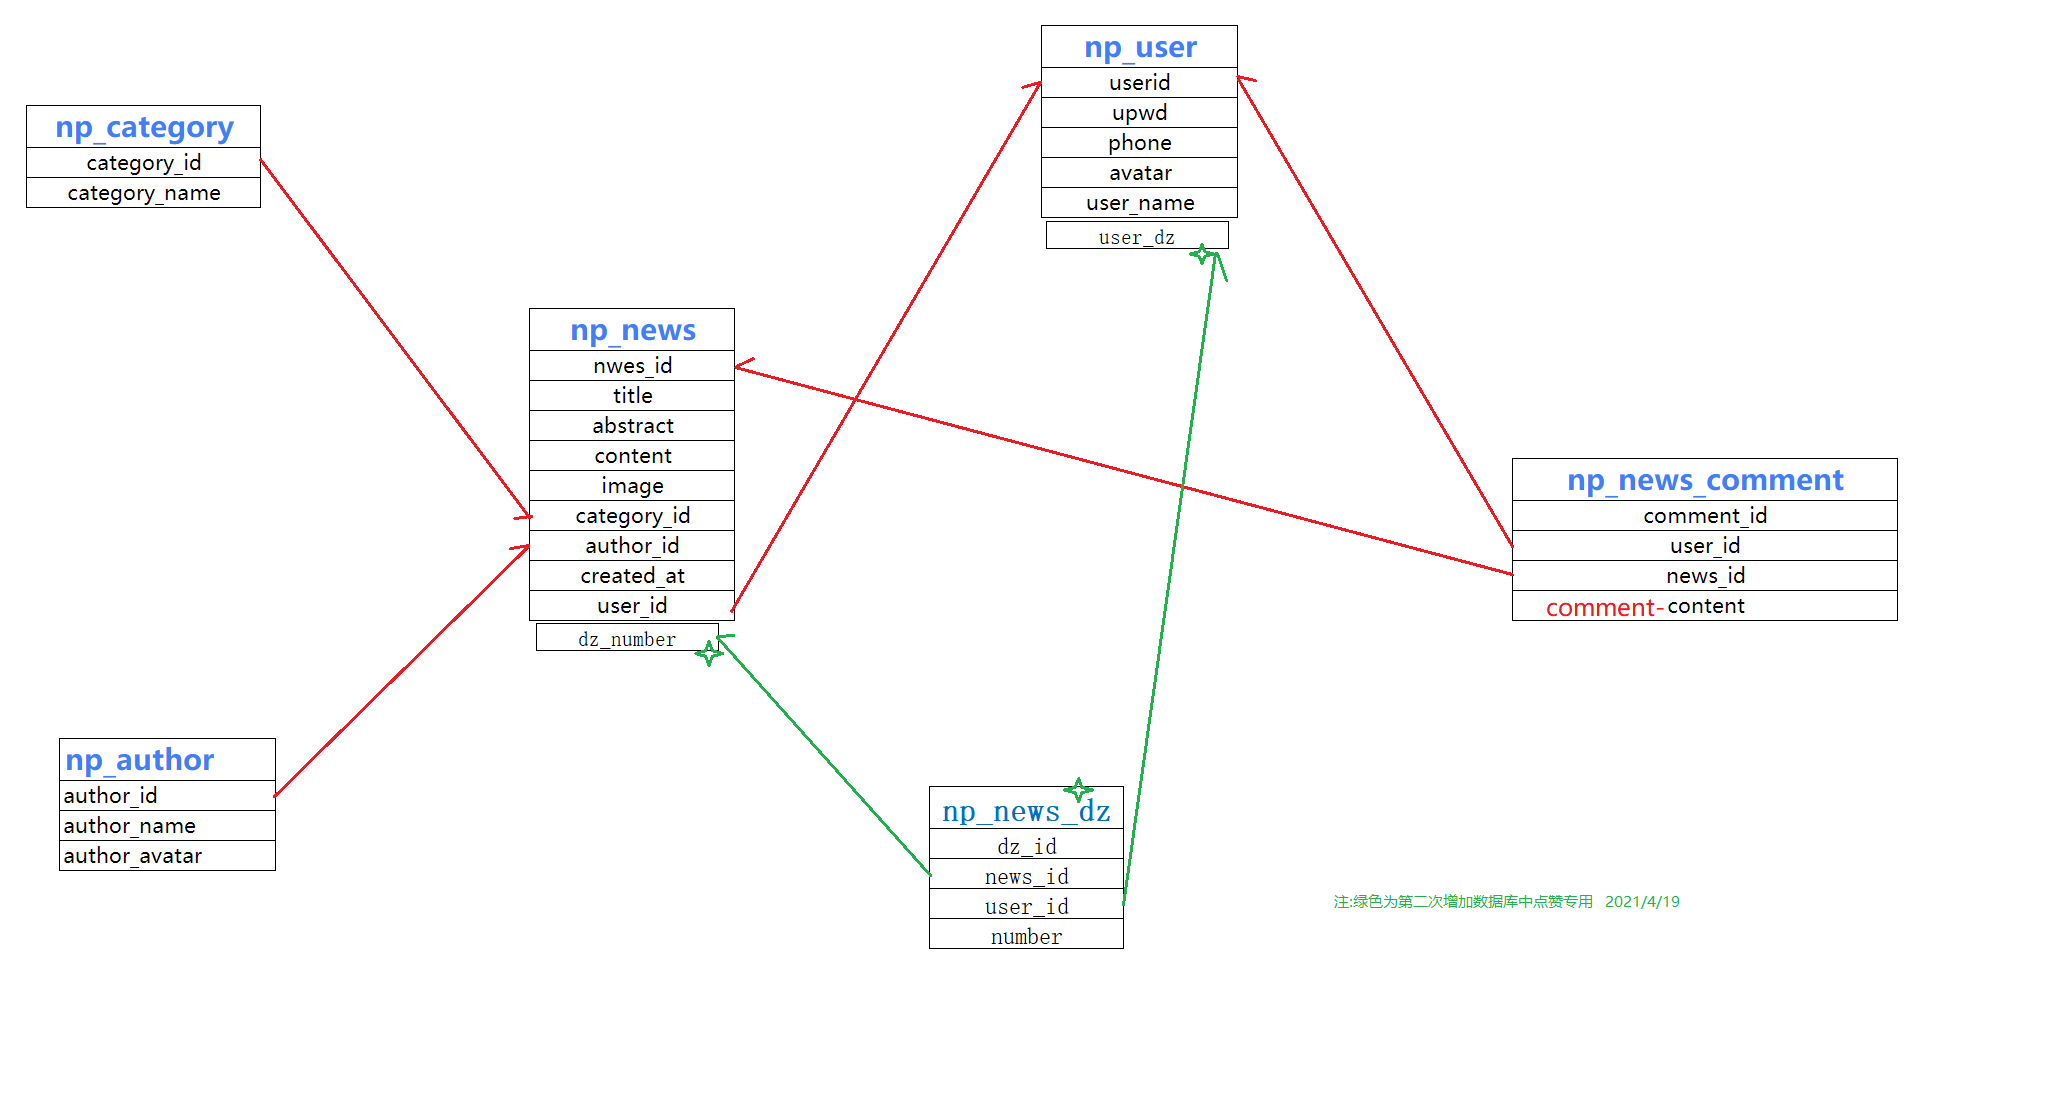 np_category
category_id
category_name
np_user
userid
upwd
phone
avatar
user_name
user_dz
np_news
nwes_id
title
abstract
content
image
category_id
author_id
created_at
user_id
dz_number
np_news_comment
comment_id
user_id
news_id
comment-content
np_author
author_id
author_name
author_avatar
np_news_dz
dz_id
news_id
user_id
number
注:绿色为第二次增加数据库中点赞专用 2021/4/19